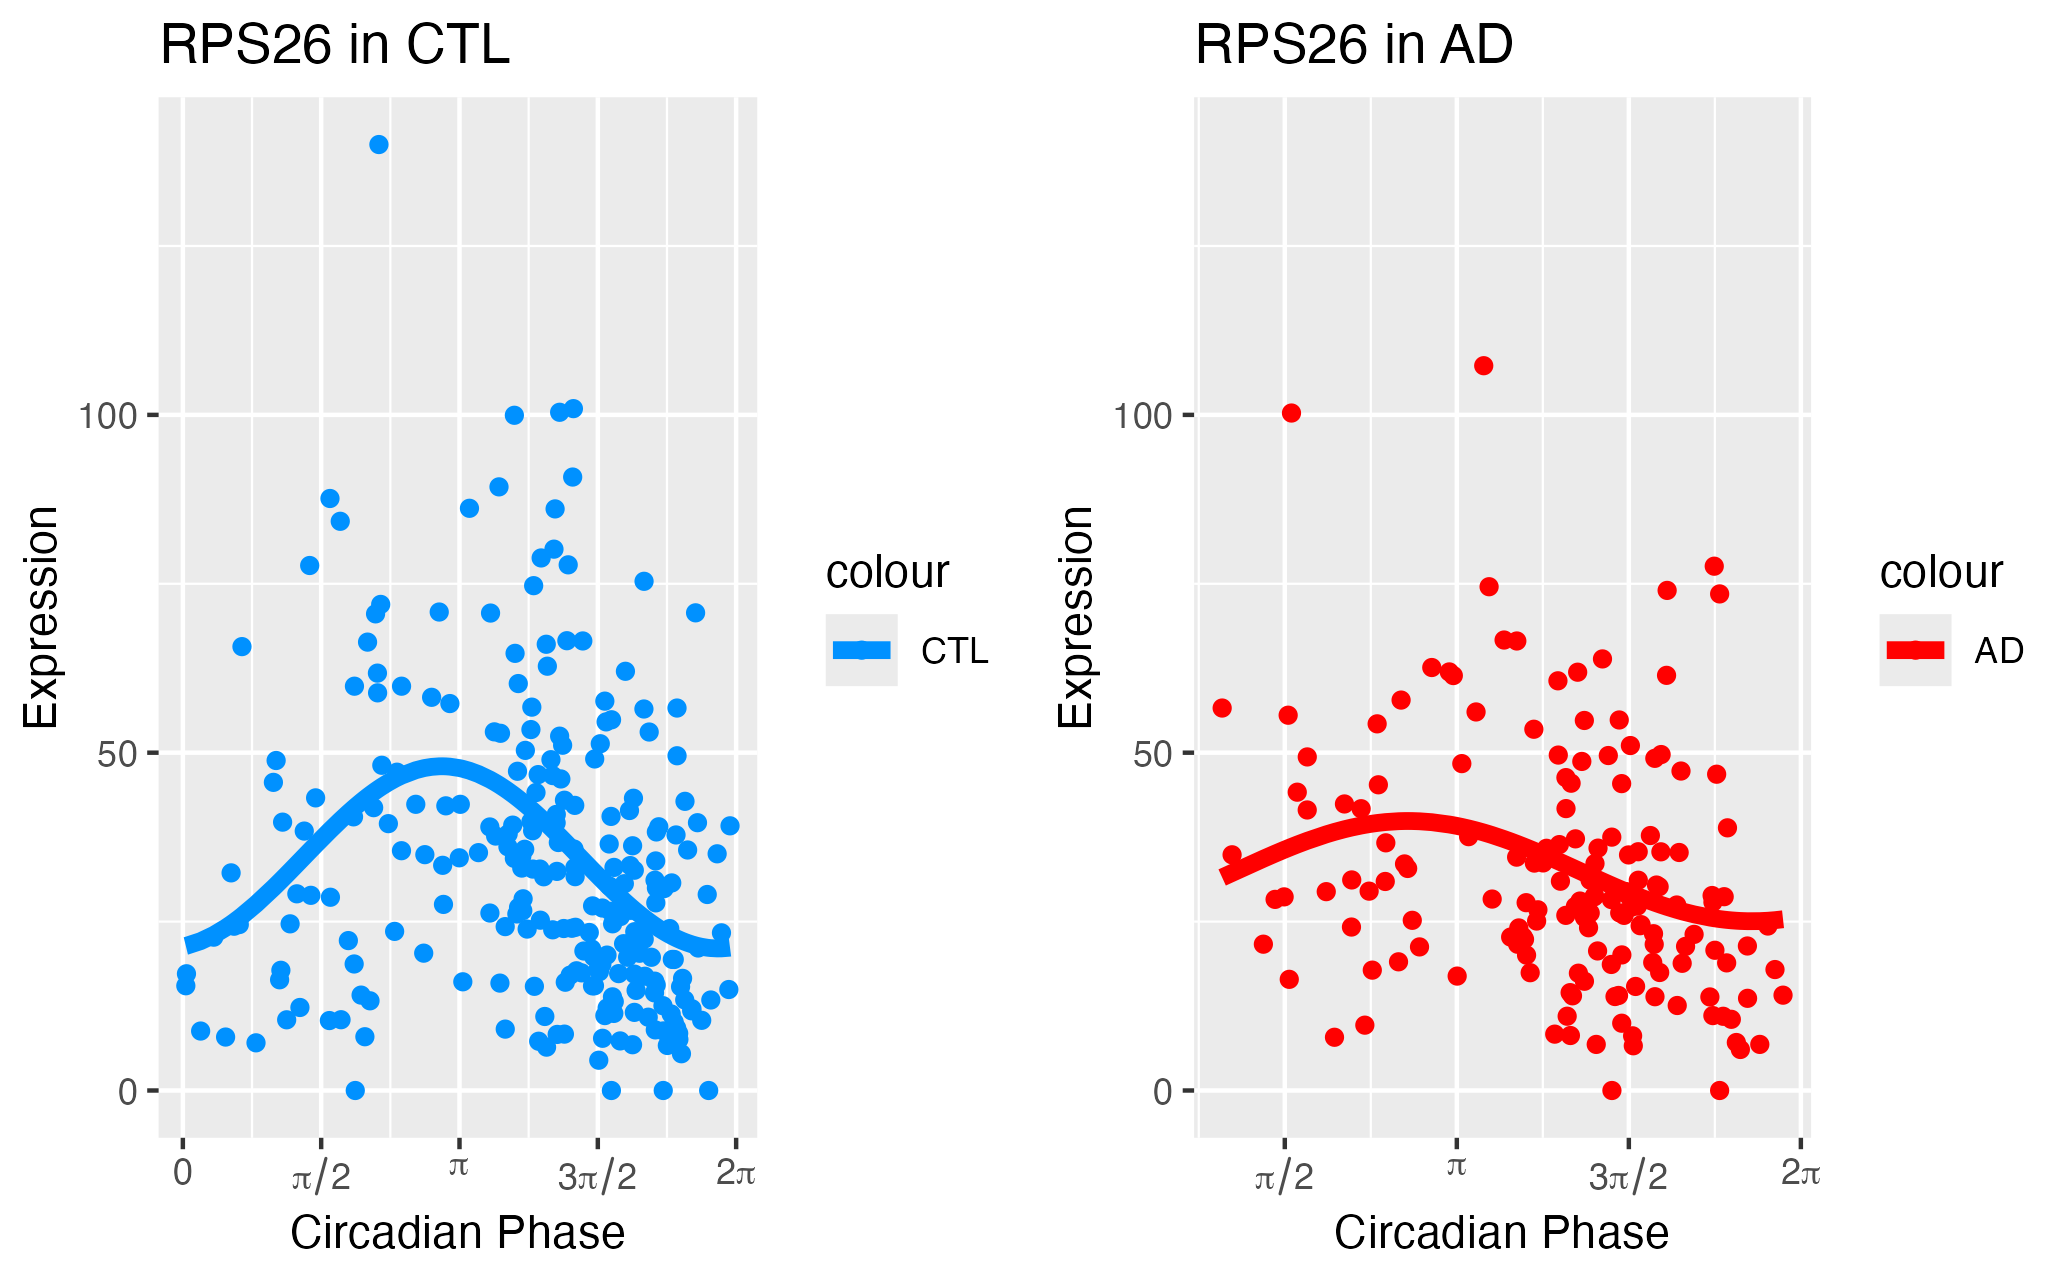 RPS26 in CTL
Expression
100
50
0
0 π/2 π 3π/2 2π
Circadian Phase
colour
CTL
RPS26 in AD
Expression
100
50
0
π/2 π 3π/2 2π
Circadian Phase
colour
AD